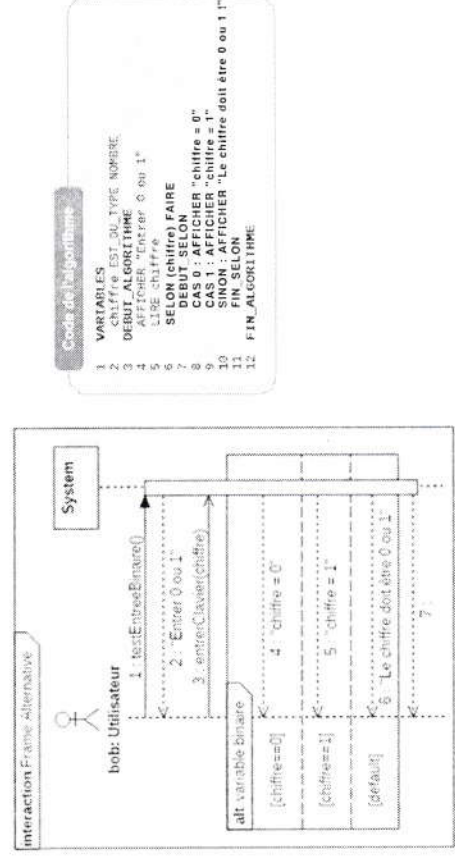 interaction Frame Alternative
bob: Utilisateur
System
1 : testEntreeBinaire()
2 : "Entrer 0 ou 1"
3 : entrerClavier(chiffre)
alt variable binaire
[chiffre==0]
4 : "chiffre = 0"
[chiffre==1]
5 : "chiffre = 1"
[default]
6 : "Le chiffre doit être 0 ou 1"
7 :
Code de l'algorithme
1 VARIABLES
2 chiffre EST_DU_TYPE NOMBRE
3 DEBUT_ALGORITHME
4 AFFICHER "Entrer 0 ou 1"
5 LIRE chiffre
6 SELON (chiffre) FAIRE
7 DEBUT_SELON
8 CAS 0 : AFFICHER "chiffre = 0"
9 CAS 1 : AFFICHER "chiffre = 1"
10 SINON : AFFICHER "Le chiffre doit être 0 ou 1"
11 FIN_SELON
12 FIN_ALGORITHME